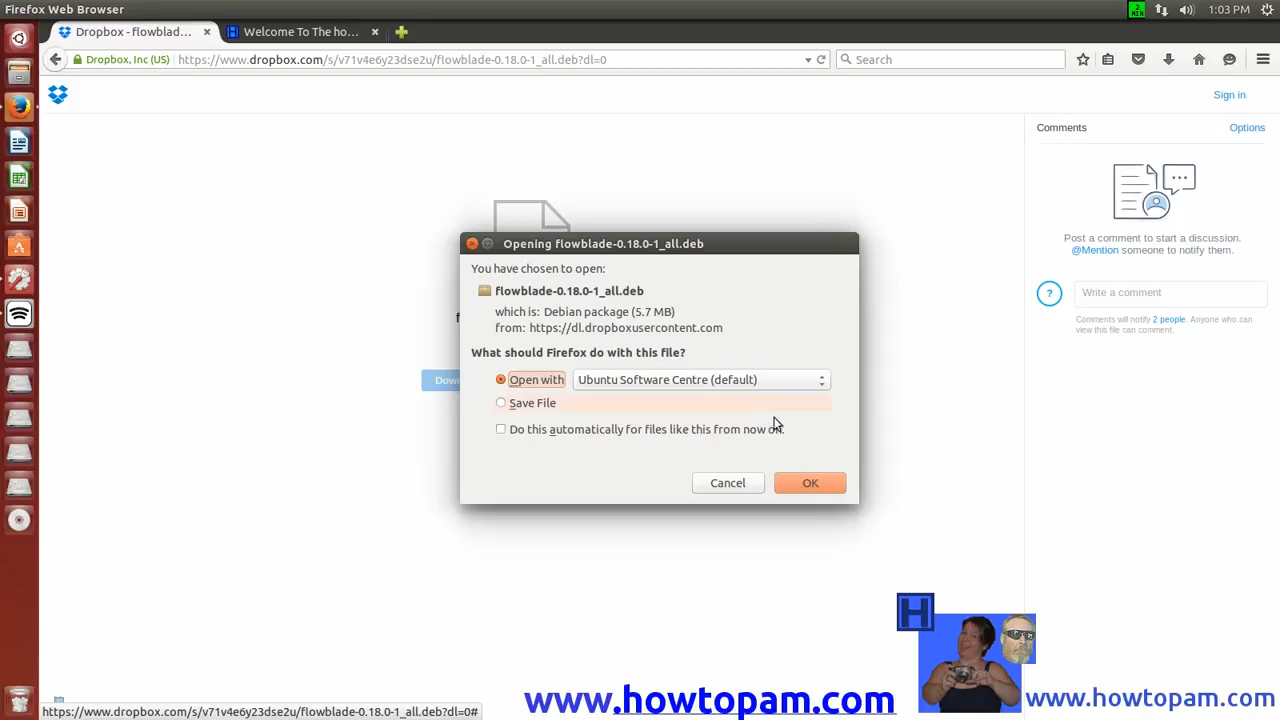 Firefox Web Browser
2 MIN
1:03 PM
Dropbox - flowblad...
Welcome To The ho...
Dropbox, Inc (US)
https://www.dropbox.com/s/v71v4e6y23dse2u/flowblade-0.18.0-1_all.deb?dl=0
Search
Sign in
Comments
Options
Post a comment to start a discussion.
@Mention someone to notify them.
?
Write a comment
Comments will notify 2 people. Anyone who
can view this file can comment.
f
Down
Opening flowblade-0.18.0-1_all.deb
You have chosen to open:
flowblade-0.18.0-1_all.deb
which is: Debian package (5.7 MB)
from: https://dl.dropboxusercontent.com
What should Firefox do with this file?
Open with
Ubuntu Software Centre (default)
Save File
Do this automatically for files like this from now on.
Cancel
OK
H
www.howtopam.com
www.howtopam.com
https://www.dropbox.com/s/v71v4e6y23dse2u/flowblade-0.18.0-1_all.deb?dl=0#